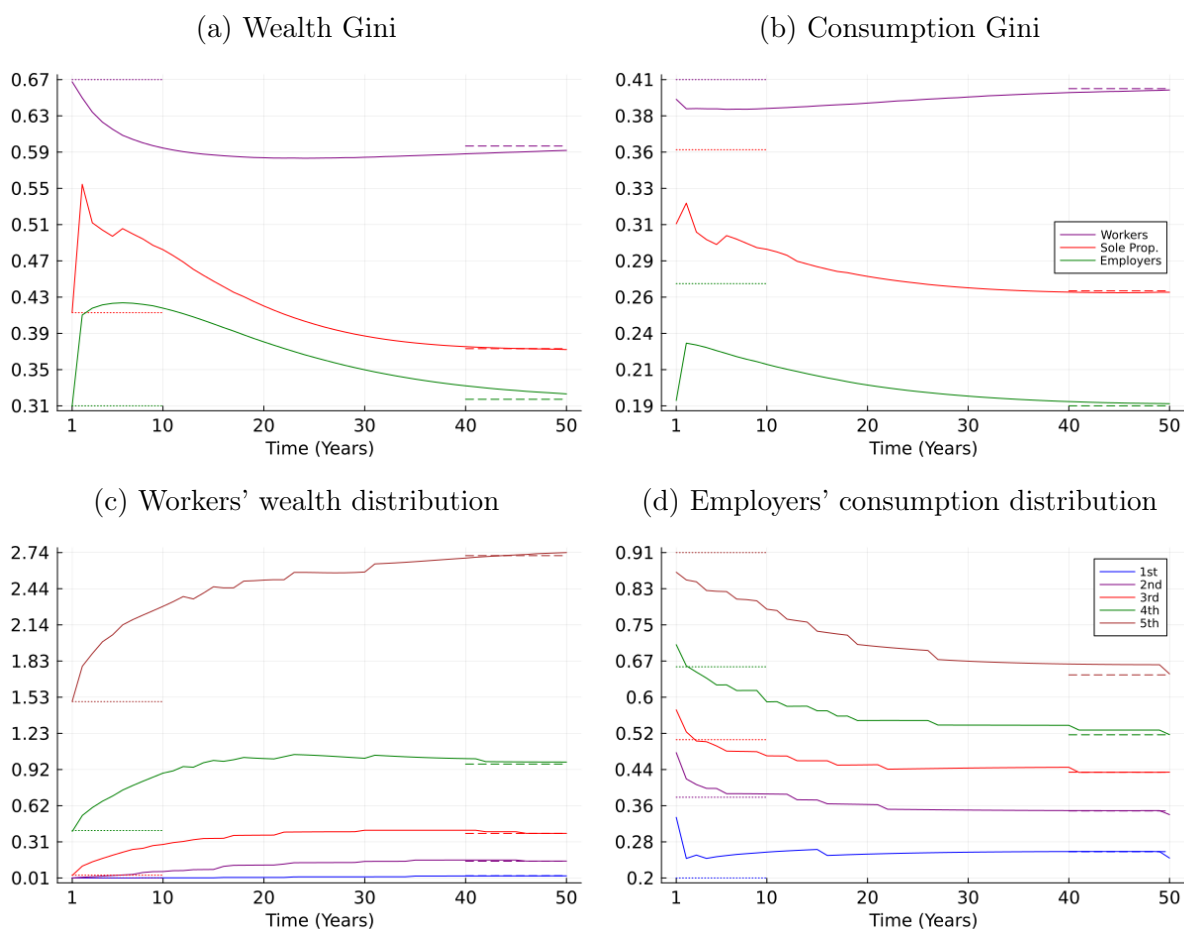 (a) Wealth Gini
0.67
0.63
0.59
0.55
0.51
0.47
0.43
0.39
0.35
0.31
1 10 20 30 40 50
Time (Years)
(b) Consumption Gini
0.41
0.38
0.36
0.33
0.31
0.29
0.26
0.24
0.21
0.19
Workers
Sole Prop.
Employers
1 10 20 30 40 50
Time (Years)
(c) Workers’ wealth distribution
2.74
2.44
2.14
1.83
1.53
1.23
0.92
0.62
0.31
0.01
1 10 20 30 40 50
Time (Years)
(d) Employers’ consumption distribution
0.91
0.83
0.75
0.67
0.6
0.52
0.44
0.36
0.28
0.2
1st
2nd
3rd
4th
5th
1 10 20 30 40 50
Time (Years)